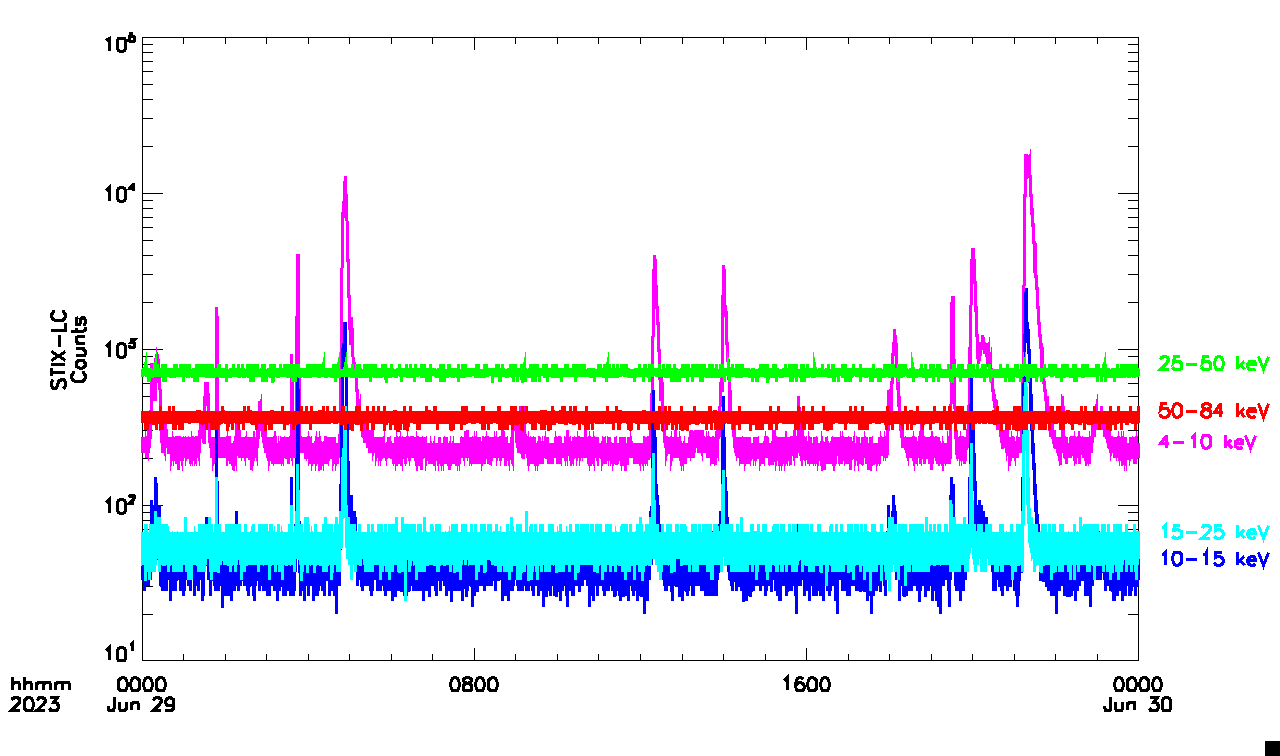 10⁶
10⁴
10³
10²
10¹
STIX-LC
Counts
25-50 keV
50-84 keV
4-10 keV
15-25 keV
10-15 keV
hhmm 0000 0800 1600 0000
2023 Jun 29 Jun 30